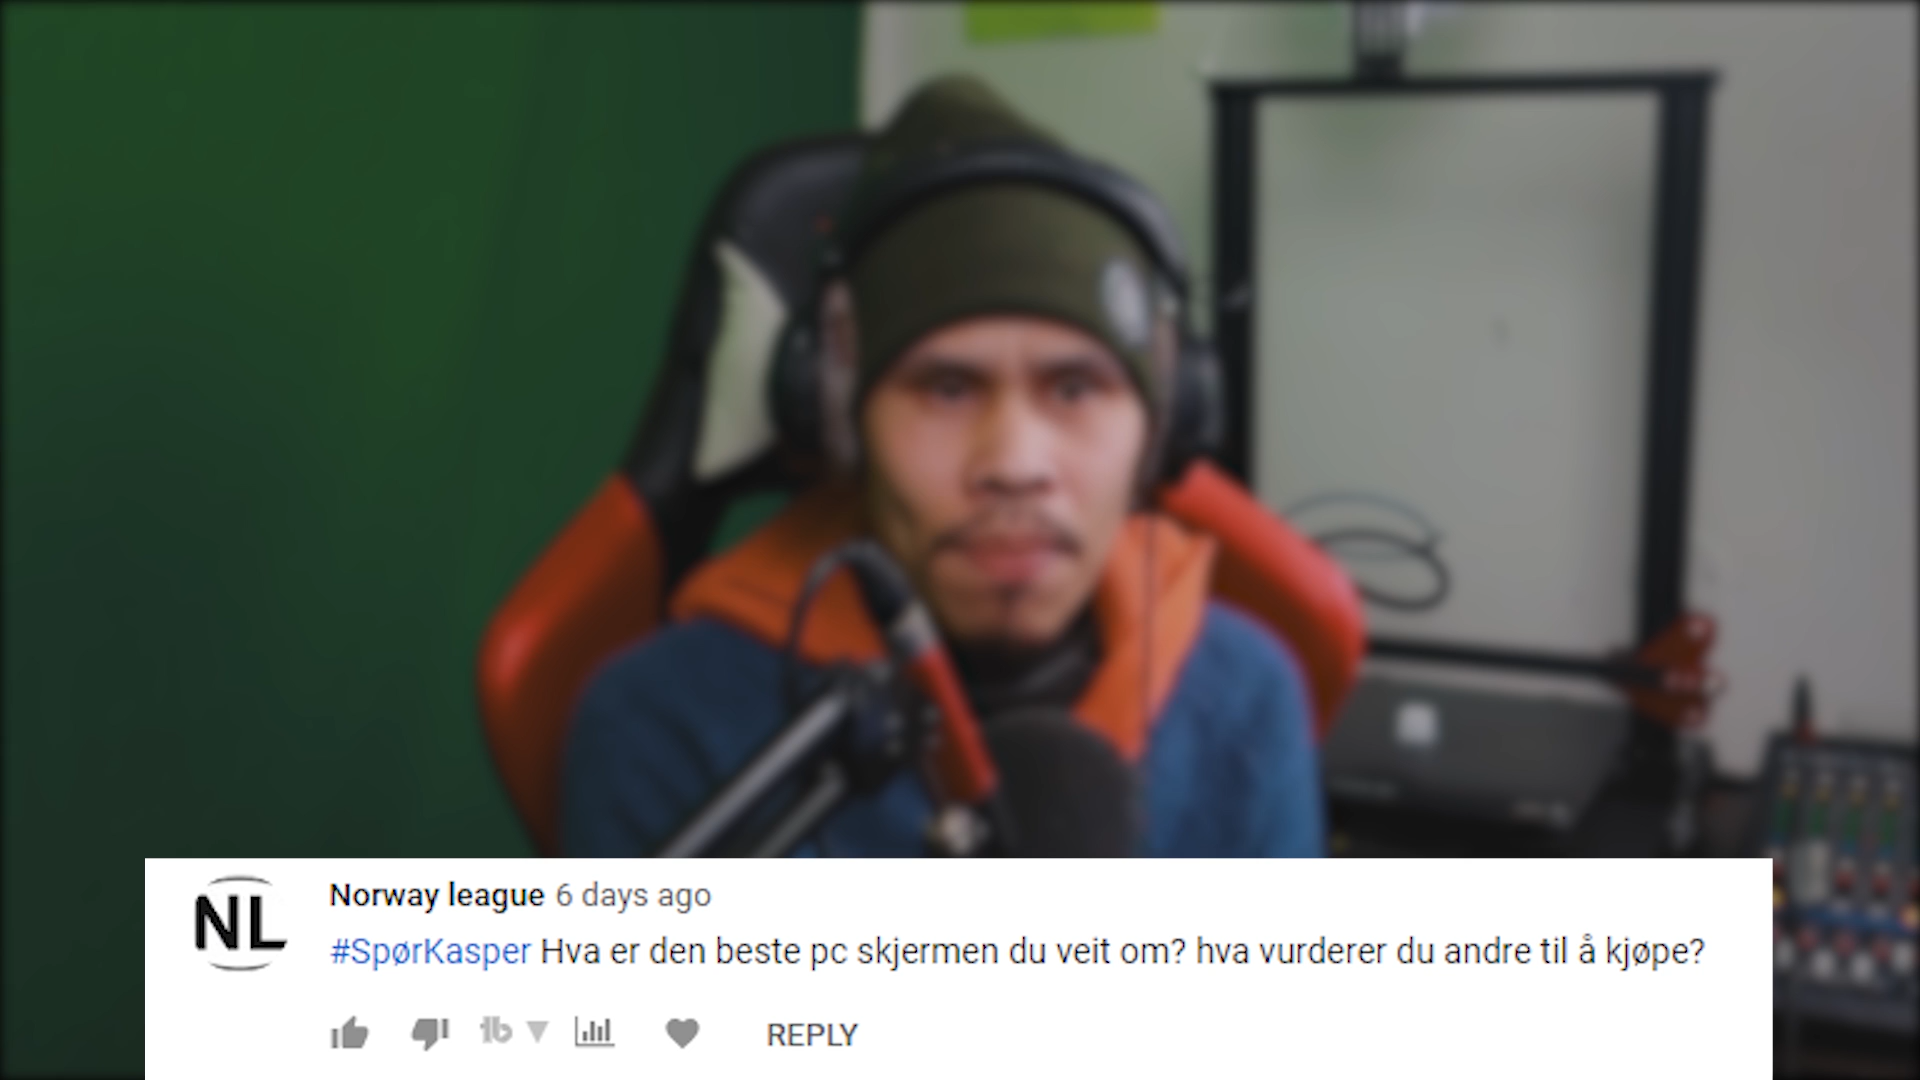 NL
Norway league 6 days ago
#SpørKasper Hva er den beste pc skjermen du veit om? hva vurderer du andre til å kjøpe?
REPLY